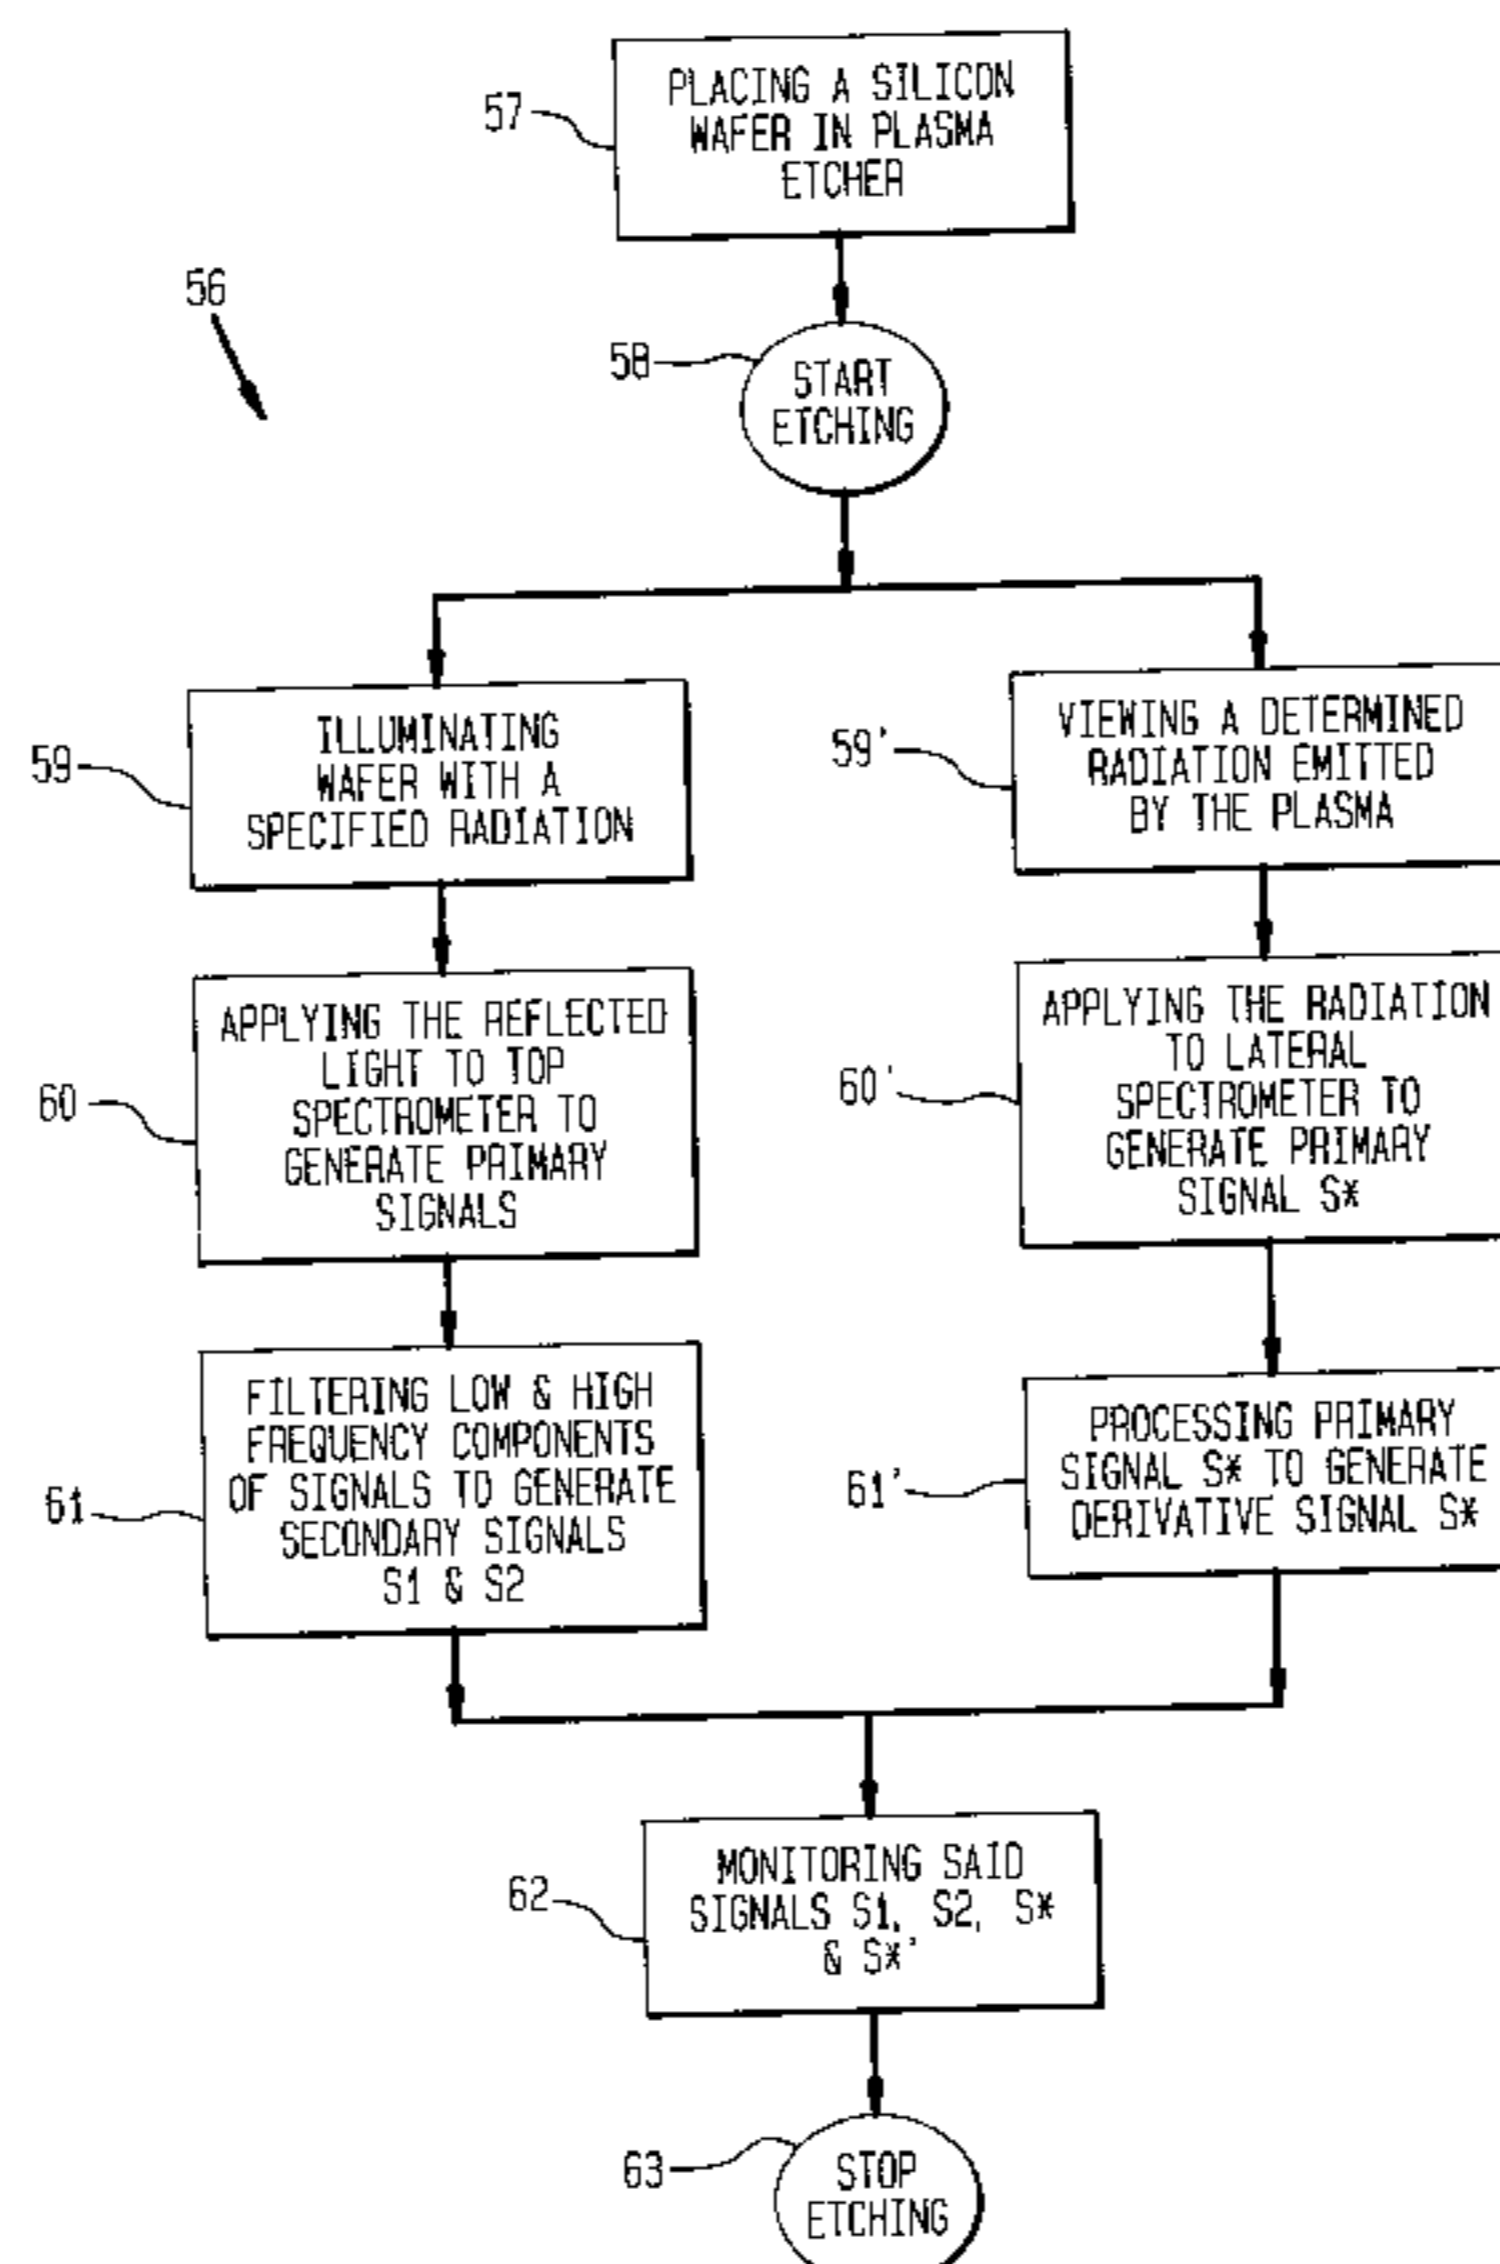 57
PLACING A SILICON
WAFER IN PLASMA
ETCHER
56
58
START
ETCHING
59
ILLUMINATING
WAFER WITH A
SPECIFIED RADIATION
59'
VIEWING A DETERMINED
RADIATION EMITTED
BY THE PLASMA
60
APPLYING THE REFLECTED
LIGHT TO TOP
SPECTROMETER TO
GENERATE PRIMARY
SIGNALS
60'
APPLYING THE RADIATION
TO LATERAL
SPECTROMETER TO
GENERATE PRIMARY
SIGNAL S*
61
FILTERING LOW & HIGH
FREQUENCY COMPONENTS
OF SIGNALS TO GENERATE
SECONDARY SIGNALS
S1 & S2
61'
PROCESSING PRIMARY
SIGNAL S* TO GENERATE
DERIVATIVE SIGNAL S*
62
MONITORING SAID
SIGNALS S1, S2, S*
& S*'
63
STOP
ETCHING